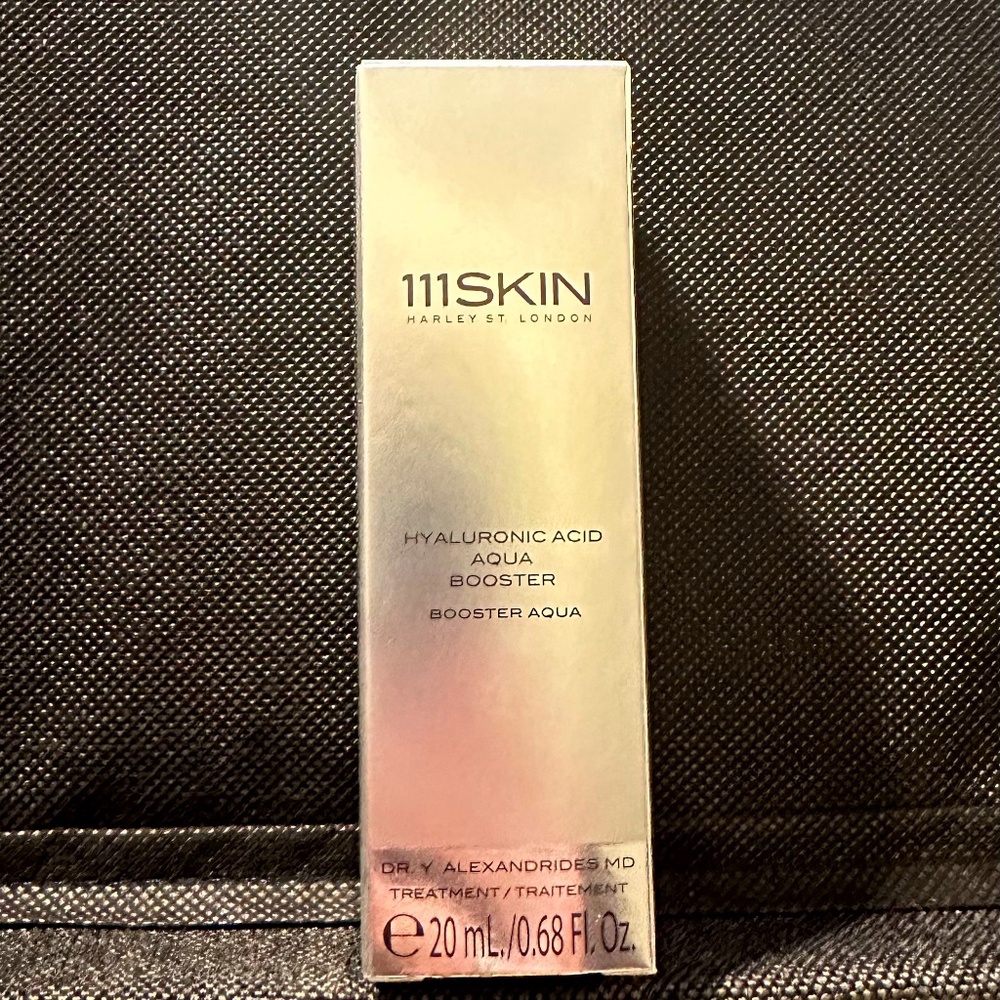 111SKIN
HARLEY ST. LONDON
HYALURONIC ACID
AQUA
BOOSTER
BOOSTER AQUA
DR. Y ALEXANDRIDES MD
TREATMENT/TRAITEMENT
℮ 20 mL./0.68 Fl. Oz.